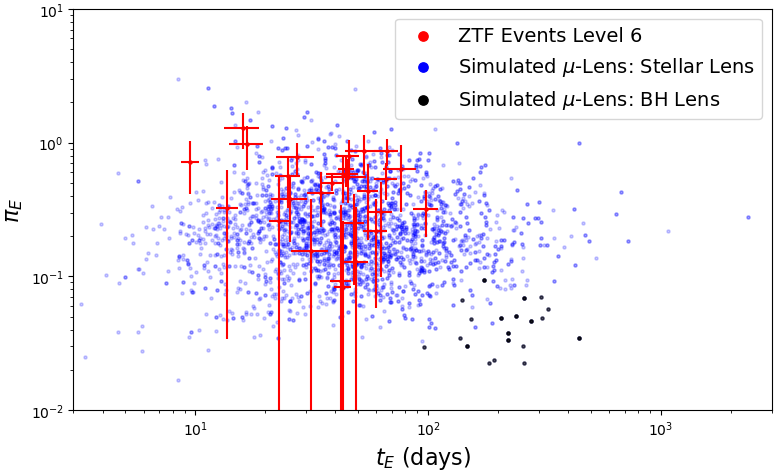 10¹
10⁰
10⁻¹
10⁻²
π_E
ZTF Events Level 6
Simulated μ-Lens: Stellar Lens
Simulated μ-Lens: BH Lens
10¹
10²
10³
t_E (days)